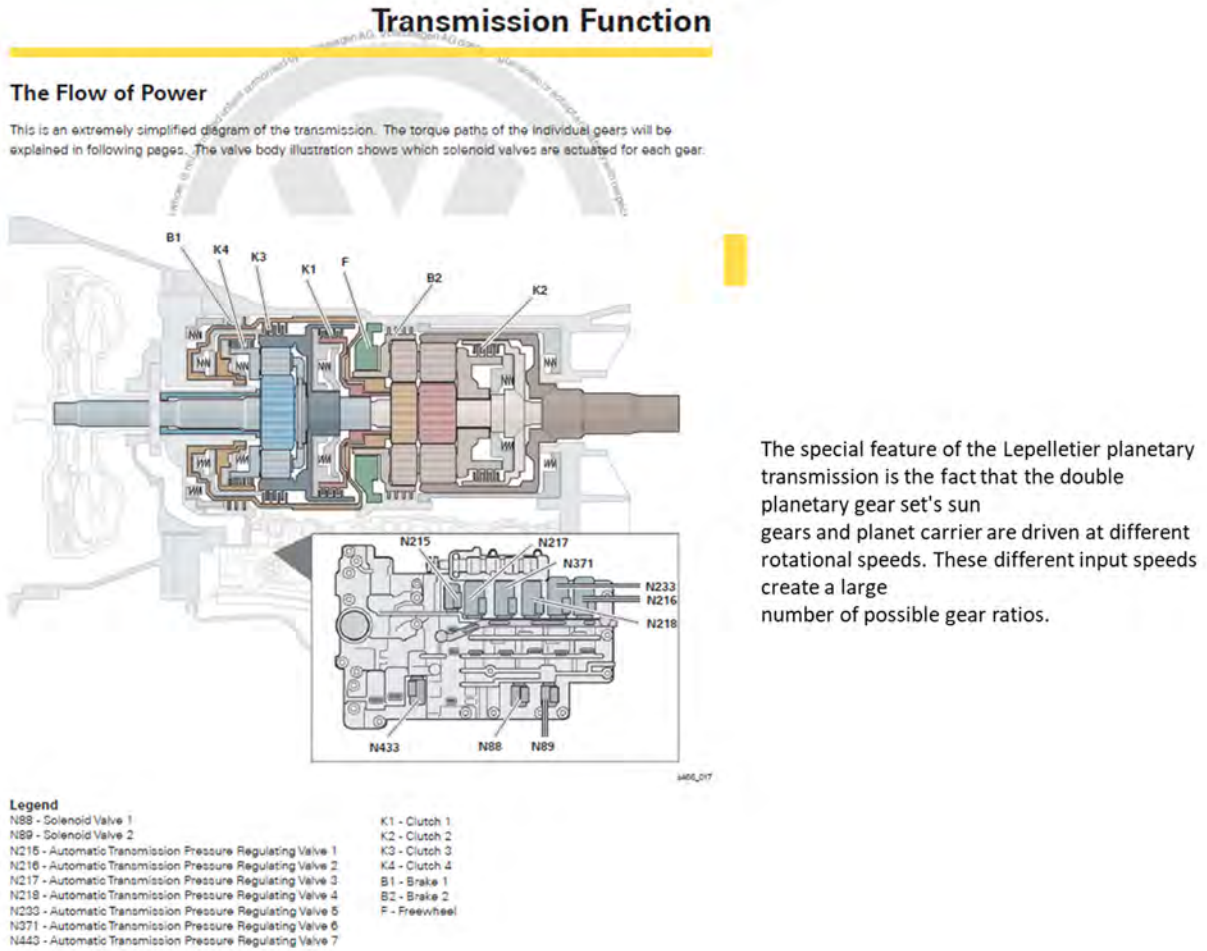 Transmission Function
The Flow of Power
This is an extremely simplified diagram of the transmission. The torque paths of the individual gears will be
explained in following pages. The valve body illustration shows which solenoid valves are actuated for each gear.
B1
K4
K3
K1
F
B2
K2
The special feature of the Lepelletier planetary
transmission is the fact that the double
planetary gear set's sun
gears and planet carrier are driven at different
rotational speeds. These different input speeds
create a large
number of possible gear ratios.
N215
N217
N371
N233
N216
N218
N433
N88
N89
s466_017
Legend
N88 - Solenoid Valve 1
N89 - Solenoid Valve 2
N215 - Automatic Transmission Pressure Regulating Valve 1
N216 - Automatic Transmission Pressure Regulating Valve 2
N217 - Automatic Transmission Pressure Regulating Valve 3
N218 - Automatic Transmission Pressure Regulating Valve 4
N233 - Automatic Transmission Pressure Regulating Valve 5
N371 - Automatic Transmission Pressure Regulating Valve 6
N443 - Automatic Transmission Pressure Regulating Valve 7
K1 - Clutch 1
K2 - Clutch 2
K3 - Clutch 3
K4 - Clutch 4
B1 - Brake 1
B2 - Brake 2
F - Freewheel